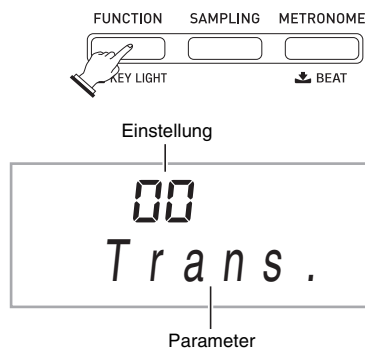 FUNCTION SAMPLING METRONOME
KEY LIGHT BEAT
Einstellung
00
Trans.
Parameter